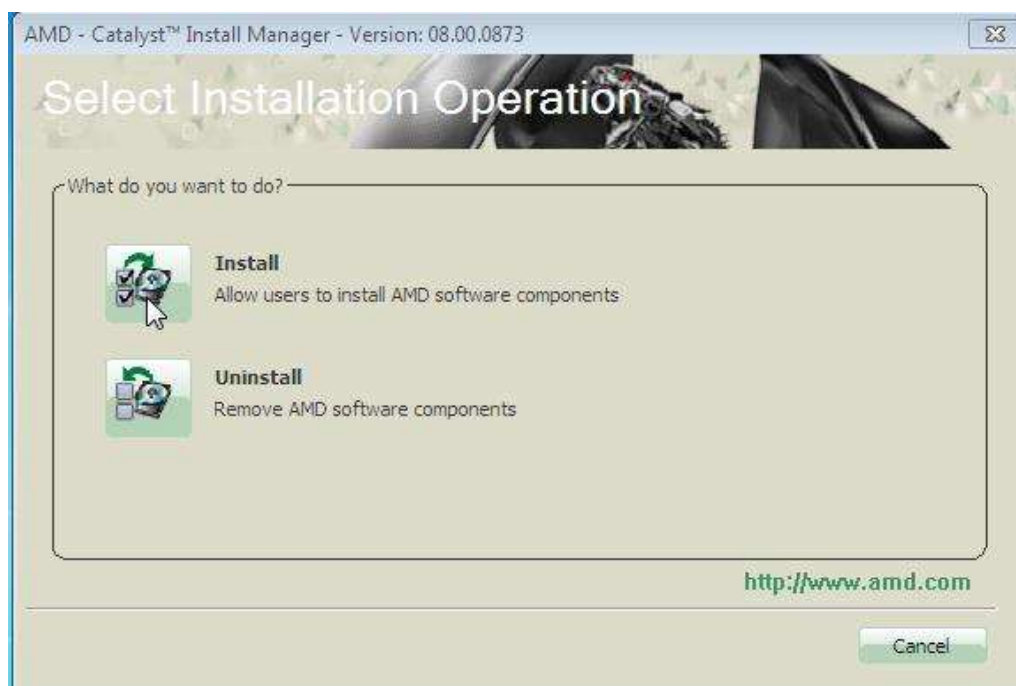 AMD - Catalyst™ Install Manager - Version: 08.00.0873
Select Installation Operation
What do you want to do?
Install
Allow users to install AMD software components
Uninstall
Remove AMD software components
http://www.amd.com
Cancel